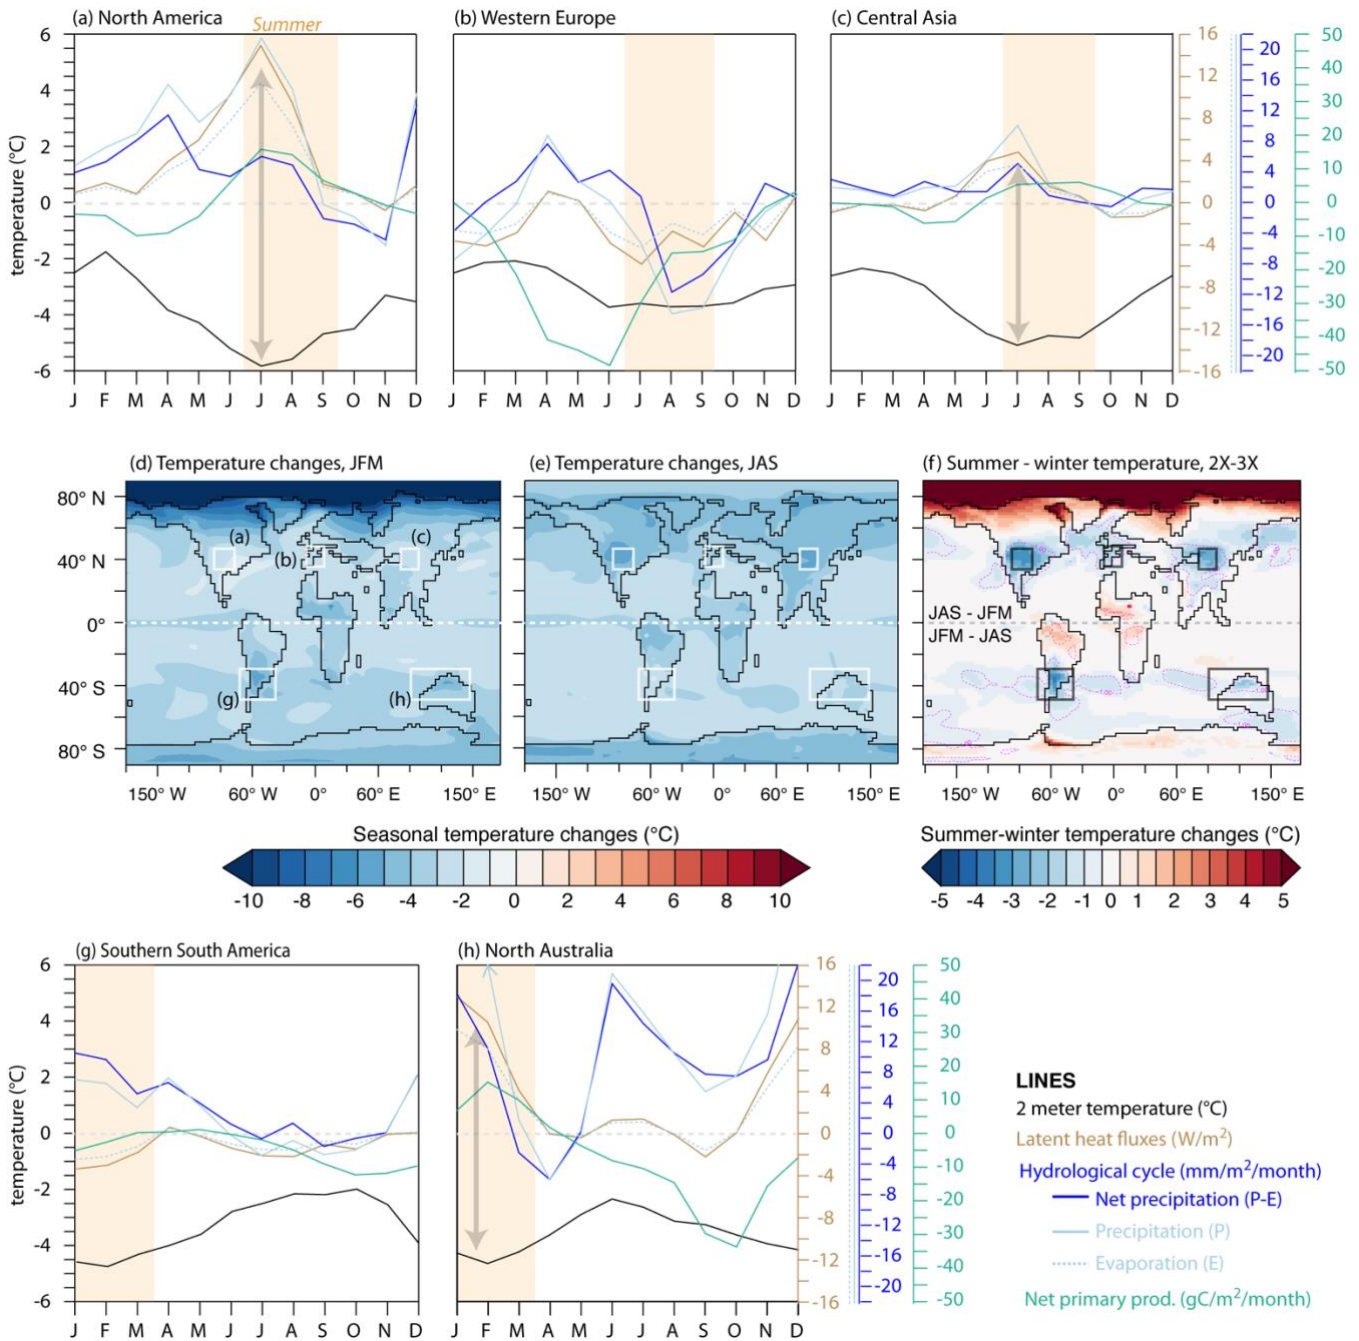 (a) North America
(b) Western Europe
(c) Central Asia
Summer
6
4
2
0
-2
-4
-6
temperature (°C)
J F M A M J J A S O N D
J F M A M J J A S O N D
J F M A M J J A S O N D
16
12
8
4
0
-4
-8
-12
-16
20
16
12
8
4
0
-4
-8
-12
-16
-20
50
40
30
20
10
0
-10
-20
-30
-40
-50
(d) Temperature changes, JFM
(e) Temperature changes, JAS
(f) Summer - winter temperature, 2X-3X
80° N
40° N
0°
40° S
80° S
(a)
(b)
(c)
(g)
(h)
JAS - JFM
JFM - JAS
150° W 60° W 0° 60° E 150° E
150° W 60° W 0° 60° E 150° E
150° W 60° W 0° 60° E 150° E
Seasonal temperature changes (°C)
-10 -8 -6 -4 -2 0 2 4 6 8 10
Summer-winter temperature changes (°C)
-5 -4 -3 -2 -1 0 1 2 3 4 5
(g) Southern South America
(h) North Australia
6
4
2
0
-2
-4
-6
temperature (°C)
J F M A M J J A S O N D
J F M A M J J A S O N D
16
12
8
4
0
-4
-8
-12
-16
20
16
12
8
4
0
-4
-8
-12
-16
-20
50
40
30
20
10
0
-10
-20
-30
-40
-50
LINES
2 meter temperature (°C)
Latent heat fluxes (W/m²)
Hydrological cycle (mm/m²/month)
Net precipitation (P-E)
Precipitation (P)
Evaporation (E)
Net primary prod. (gC/m²/month)